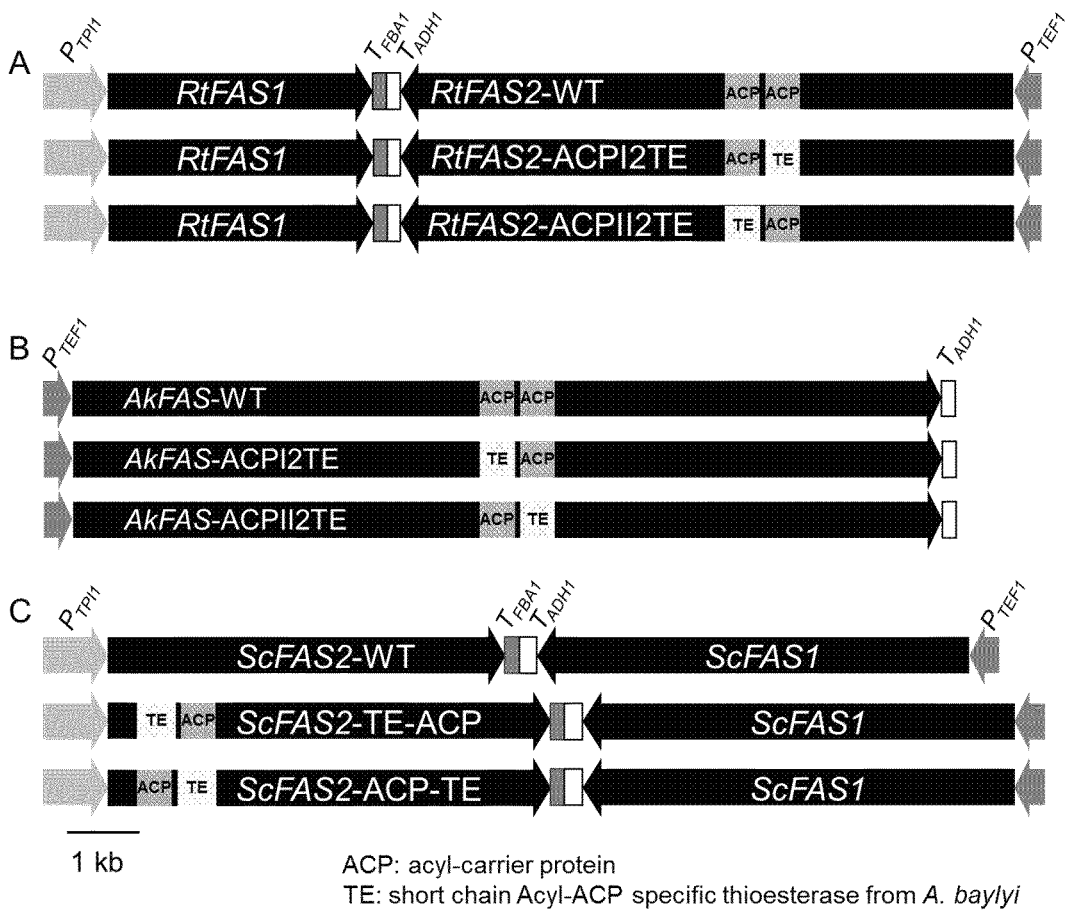 A
P_TPI1 T_FBA1 T_ADH1 P_TEF1
RtFAS1 RtFAS2-WT ACP ACP
RtFAS1 RtFAS2-ACPI2TE ACP TE
RtFAS1 RtFAS2-ACPII2TE TE ACP
B
P_TEF1 T_ADH1
AkFAS-WT ACP ACP
AkFAS-ACPI2TE TE ACP
AkFAS-ACPII2TE ACP TE
C
P_TPI1 T_FBA1 T_ADH1 P_TEF1
ScFAS2-WT ScFAS1
TE ACP ScFAS2-TE-ACP ScFAS1
ACP TE ScFAS2-ACP-TE ScFAS1
1 kb
ACP: acyl-carrier protein
TE: short chain Acyl-ACP specific thioesterase from A. baylyi